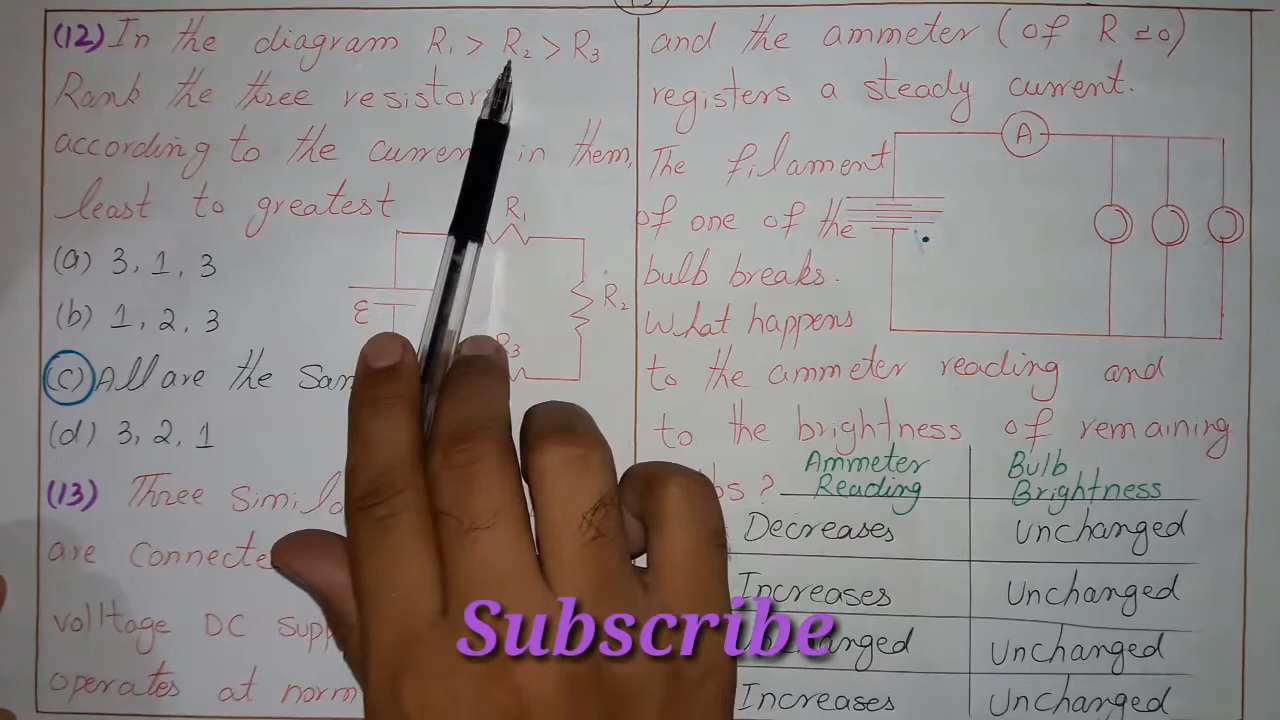 (12) In the diagram R₁ > R₂ > R₃
Rank the three resistors
according to the current in them,
least to greatest
(a) 3, 1, 3
(b) 1, 2, 3
(c) All are the
(d) 3, 2, 1
ε
R₁
R₂
R₃
(13) Three
are
voltage DC
operates at
and the ammeter (of R = 0)
registers a steady current.
The filament
of one of the
bulb breaks.
What happens
to the ammeter reading and
to the brightness of remaining
?
A
Ammeter Reading
Bulb Brightness
Decreases Unchanged
Increases Unchanged
Unchanged
Increases Unchanged
Subscribe